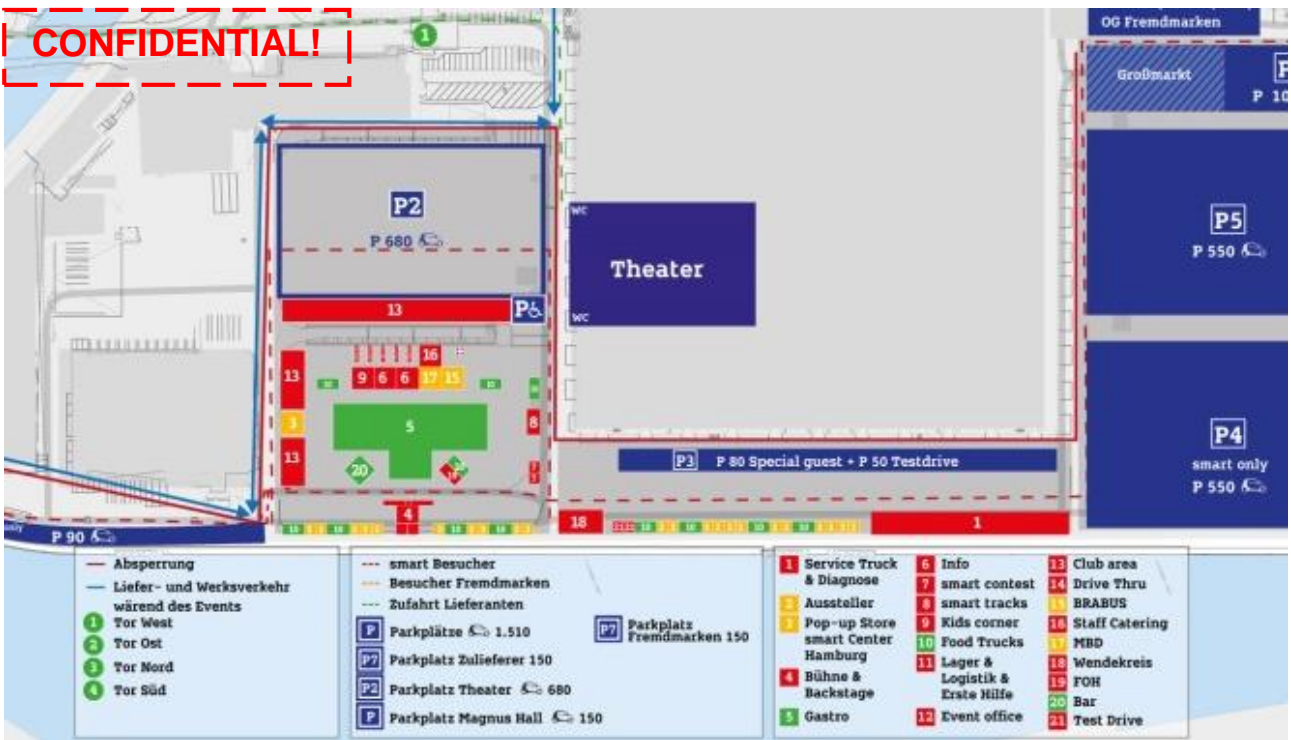 CONFIDENTIAL!
1
OG Fremdmarken
Großmarkt
P 10
P2
P 680
WC
Theater
WC
P5
P 550
13
P
13
16
9 6 6 17 15
3
5
8
13
20
4
P4
smart only
P 550
P3 P 80 Special guest + P 50 Testdrive
18
1
P 90
Absperrung
Liefer- und Werksverkehr
wärend des Events
1 Tor West
2 Tor Ost
3 Tor Nord
4 Tor Süd
smart Besucher
Besucher Fremdmarken
Zufahrt Lieferanten
P Parkplätze 1.510
P7 Parkplatz Zulieferer 150
P2 Parkplatz Theater 680
P Parkplatz Magnus Hall 150
P7 Parkplatz
Fremdmarken 150
1 Service Truck
& Diagnose
2 Aussteller
3 Pop-up Store
smart Center
Hamburg
4 Bühne &
Backstage
5 Gastro
6 Info
7 smart contest
8 smart tracks
9 Kids corner
10 Food Trucks
11 Lager &
Logistik &
Erste Hilfe
12 Event office
13 Club area
14 Drive Thru
15 BRABUS
16 Staff Catering
17 MBD
18 Wendekreis
19 FOH
20 Bar
21 Test Drive